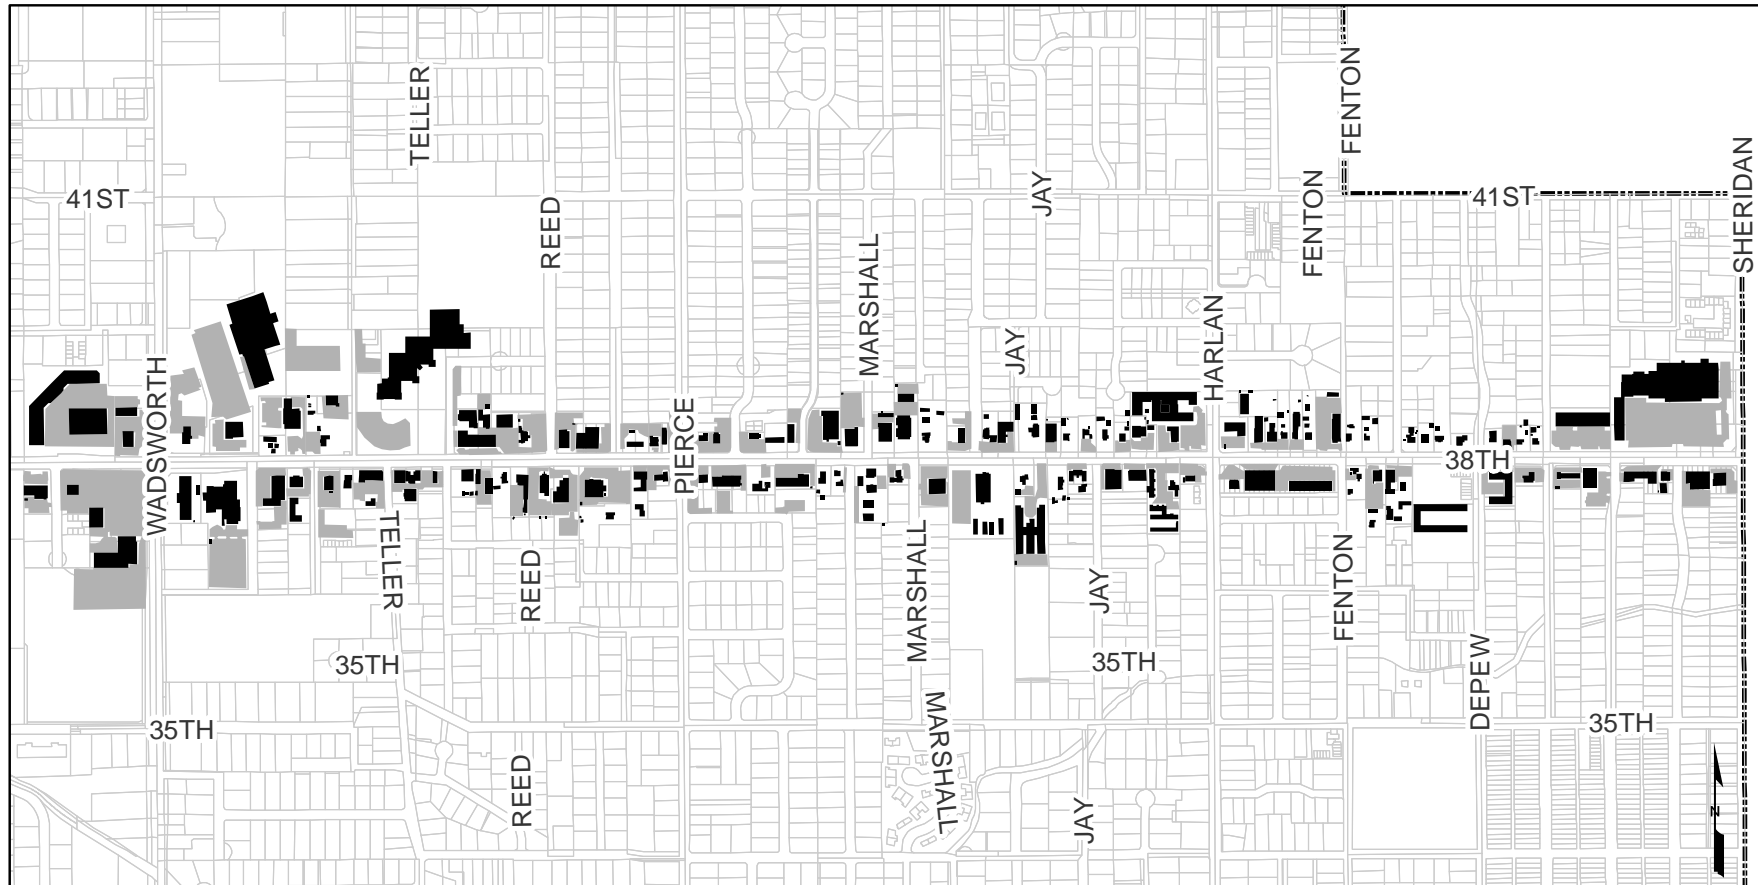 FENTON
TELLER
SHERIDAN
41ST
JAY
41ST
REED
FENTON
MARSHALL
HARLAN
JAY
WADSWORTH
PIERCE
38TH
TELLER
MARSHALL
REED
JAY
FENTON
35TH
35TH
DEPEW
35TH
35TH
MARSHALL
REED
JAY
N